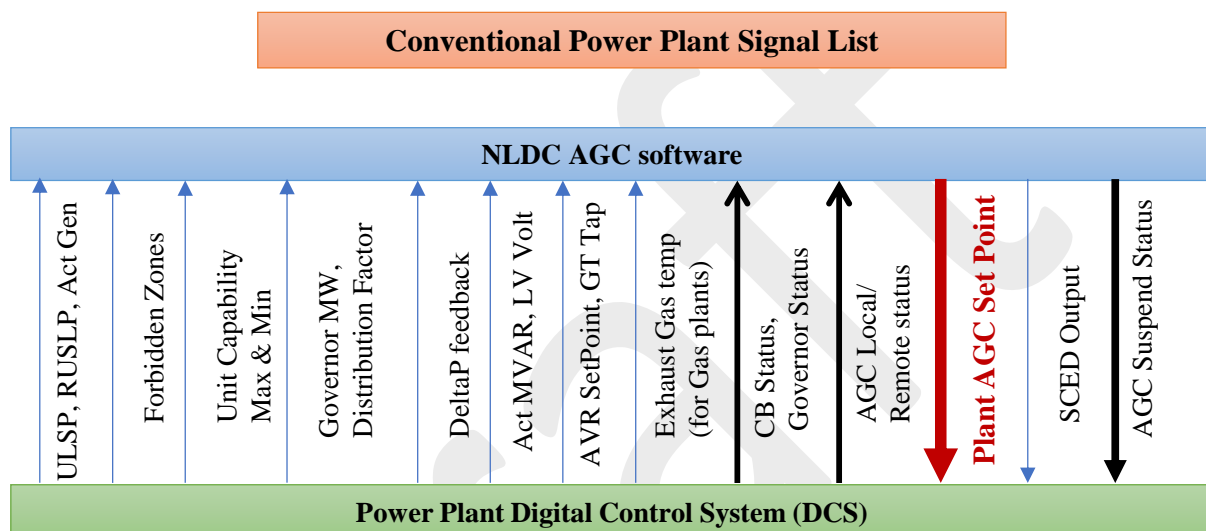 Conventional Power Plant Signal List
NLDC AGC software
ULSP, RUSLP, Act Gen
Forbidden Zones
Unit Capability
Max & Min
Governor MW,
Distribution Factor
DeltaP feedback
Act MVAR, LV Volt
AVR SetPoint, GT Tap
Exhaust Gas temp
(for Gas plants)
CB Status,
Governor Status
AGC Local/
Remote status
Plant AGC Set Point
SCED Output
AGC Suspend Status
Power Plant Digital Control System (DCS)